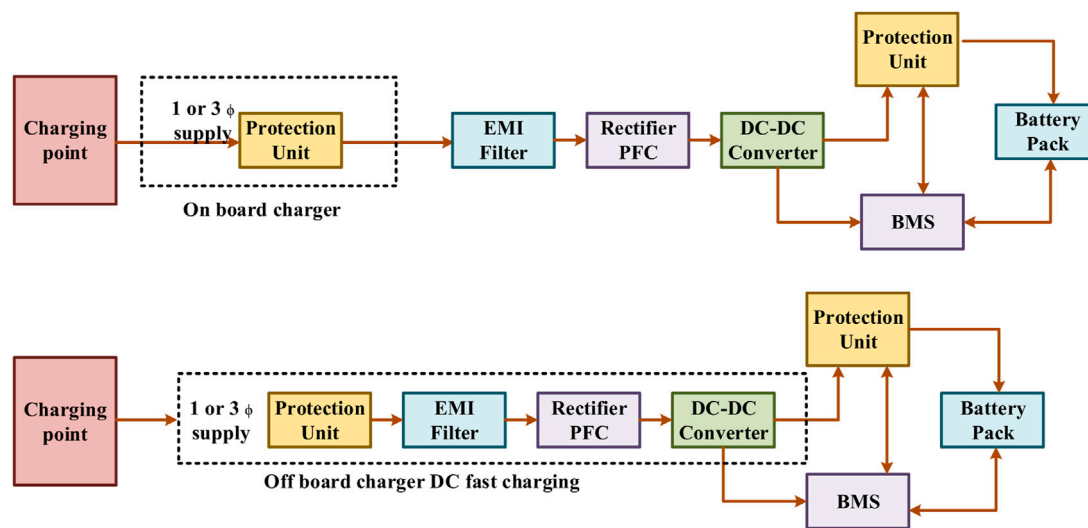 Protection
Unit
Charging
point
1 or 3 ϕ
supply
Protection
Unit
EMI
Filter
Rectifier
PFC
DC-DC
Converter
Battery
Pack
On board charger
BMS
Protection
Unit
Charging
point
1 or 3 ϕ
supply
Protection
Unit
EMI
Filter
Rectifier
PFC
DC-DC
Converter
Battery
Pack
Off board charger DC fast charging
BMS